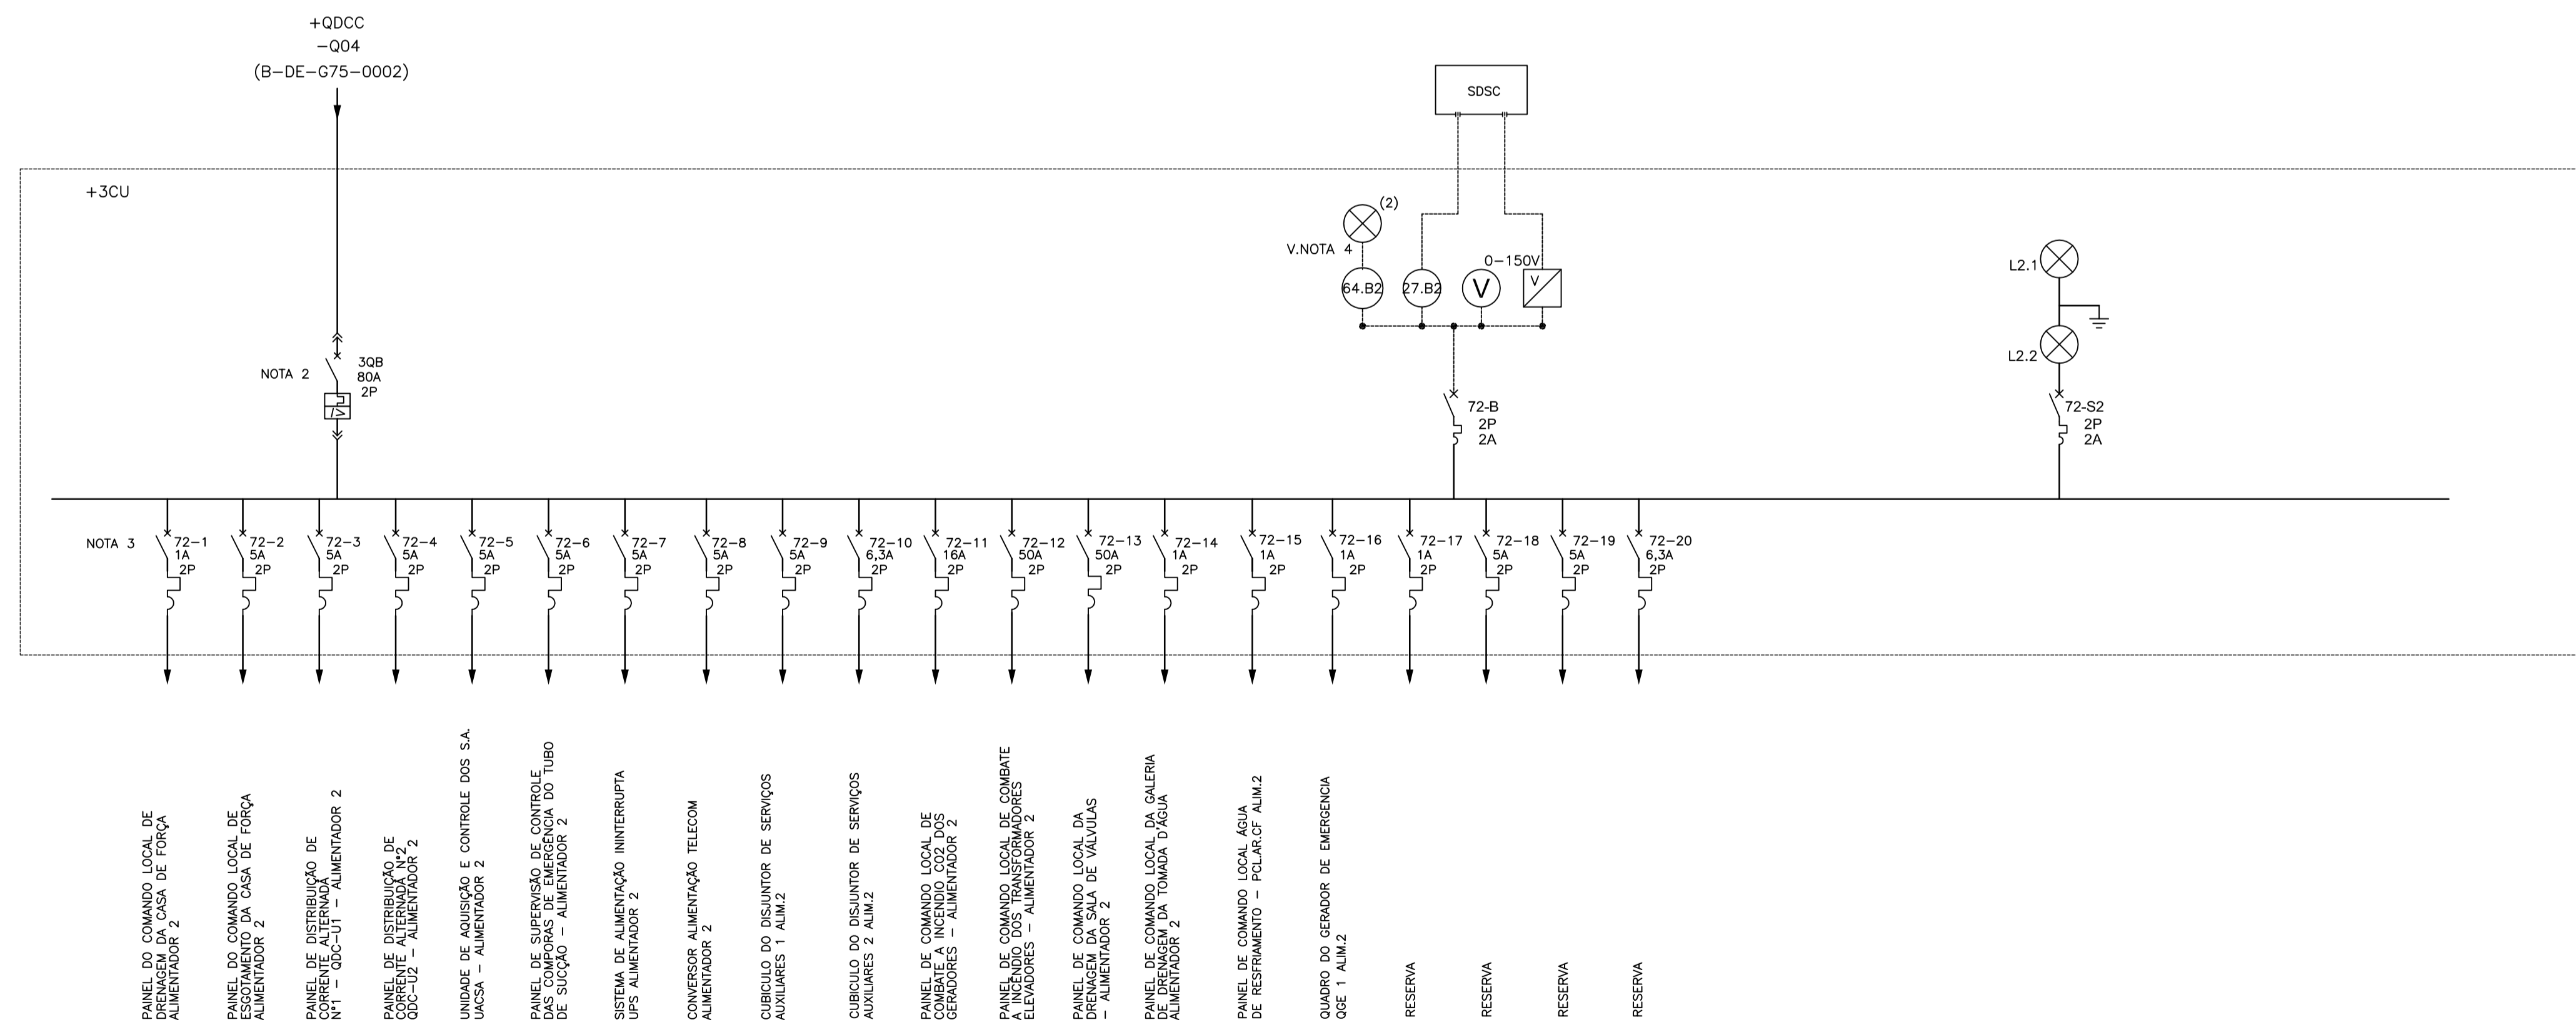 +QDCC
-Q04
(B-DE-G75-0002)
SDSC
+3CU
(2)
V.NOTA 4
0-150V
64.B2
27.B2
V
V
L2.1
L2.2
NOTA 2
3QB
80A
2P
I>
72-B
2P
2A
72-S2
2P
2A
NOTA 3
72-1
1A
2P
72-2
5A
2P
72-3
5A
2P
72-4
5A
2P
72-5
5A
2P
72-6
5A
2P
72-7
5A
2P
72-8
5A
2P
72-9
5A
2P
72-10
6,3A
2P
72-11
16A
2P
72-12
50A
2P
72-13
50A
2P
72-14
1A
2P
72-15
1A
2P
72-16
1A
2P
72-17
1A
2P
72-18
5A
2P
72-19
5A
2P
72-20
6,3A
2P
PAINEL DO COMANDO LOCAL DE
DRENAGEM DA CASA DE FORÇA
ALIMENTADOR 2
PAINEL DO COMANDO LOCAL DE
ESGOTAMENTO DA CASA DE FORÇA
ALIMENTADOR 2
PAINEL DE DISTRIBUIÇÃO DE
CORRENTE ALTERNADA
N°1 - QDC-U1 - ALIMENTADOR 2
PAINEL DE DISTRIBUIÇÃO DE
CORRENTE ALTERNADA N°2
QDC-U2 - ALIMENTADOR 2
UNIDADE DE AQUISIÇÃO E CONTROLE DOS S.A.
UACSA - ALIMENTADOR 2
PAINEL DE SUPERVISÃO DE CONTROLE
DAS COMPORAS DE EMERGÊNCIA DO TUBO
DE SUCÇÃO - ALIMENTADOR 2
SISTEMA DE ALIMENTAÇÃO ININTERRUPTA
UPS ALIMENTADOR 2
CONVERSOR ALIMENTAÇÃO TELECOM
ALIMENTADOR 2
CUBICULO DO DISJUNTOR DE SERVIÇOS
AUXILIARES 1 ALIM.2
CUBICULO DO DISJUNTOR DE SERVIÇOS
AUXILIARES 2 ALIM.2
PAINEL DE COMANDO LOCAL DE
COMBATE A INCENDIO CO2 DOS
GERADORES - ALIMENTADOR 2
PAINEL DE COMANDO LOCAL DE COMBATE
A INCÊNDIO DOS TRANSFORMADORES
ELEVADORES - ALIMENTADOR 2
PAINEL DE COMANDO LOCAL DA
DRENAGEM DA SALA DE VÁLVULAS
- ALIMENTADOR 2
PAINEL DE COMANDO LOCAL DA GALERIA
DE DRENAGEM DA TOMADA D'ÁGUA
ALIMENTADOR 2
PAINEL DE COMANDO LOCAL ÁGUA
DE RESFRIAMENTO - PCLAR.CF ALIM.2
QUADRO DO GERADOR DE EMERGENCIA
QGE 1 ALIM.2
RESERVA
RESERVA
RESERVA
RESERVA